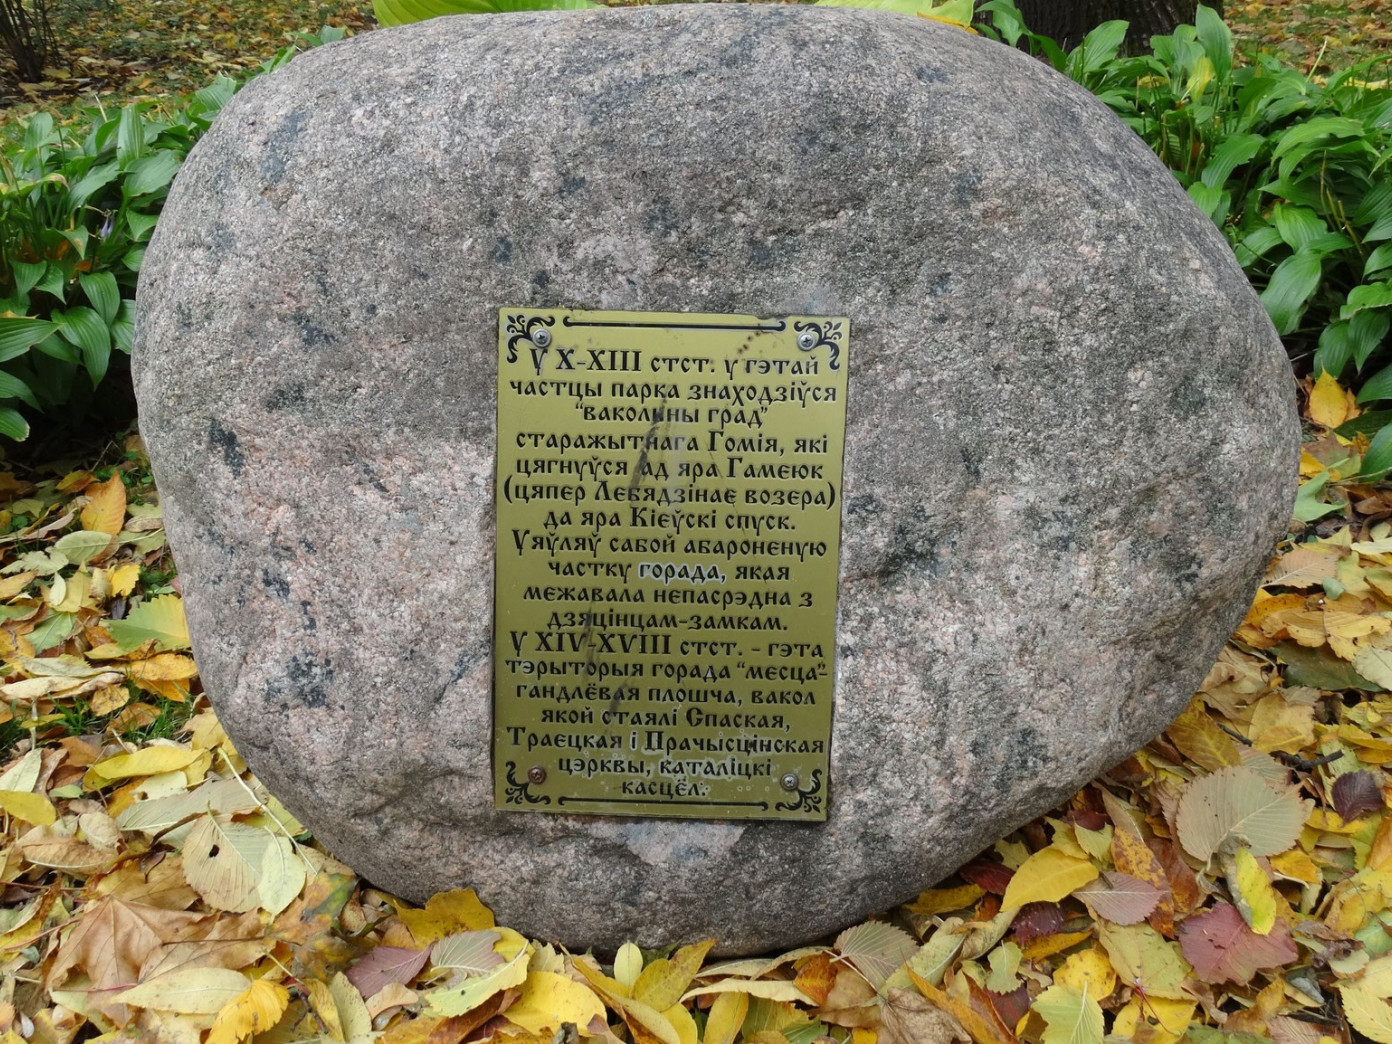 Ў X-XIII стст. у гэтай
частцы парка знаходзіўся
"ваколны град"
старажытнага Гомія, які
цягнуўся ад яра Гамеюк
(цяпер Лебядзінае возера)
да яра Кіеўскі спуск.
Уяўляў сабой абароненую
частку горада, якая
межавала непасрэдна з
дзяцінцам-замкам.
У XIV-XVIII стст. - гэта
тэрыторыя горада "месца"-
гандлёвая плошча, вакол
якой стаялі Спаская,
Траецкая і Прачысцінская
цэрквы, каталіцкі
касцёл.